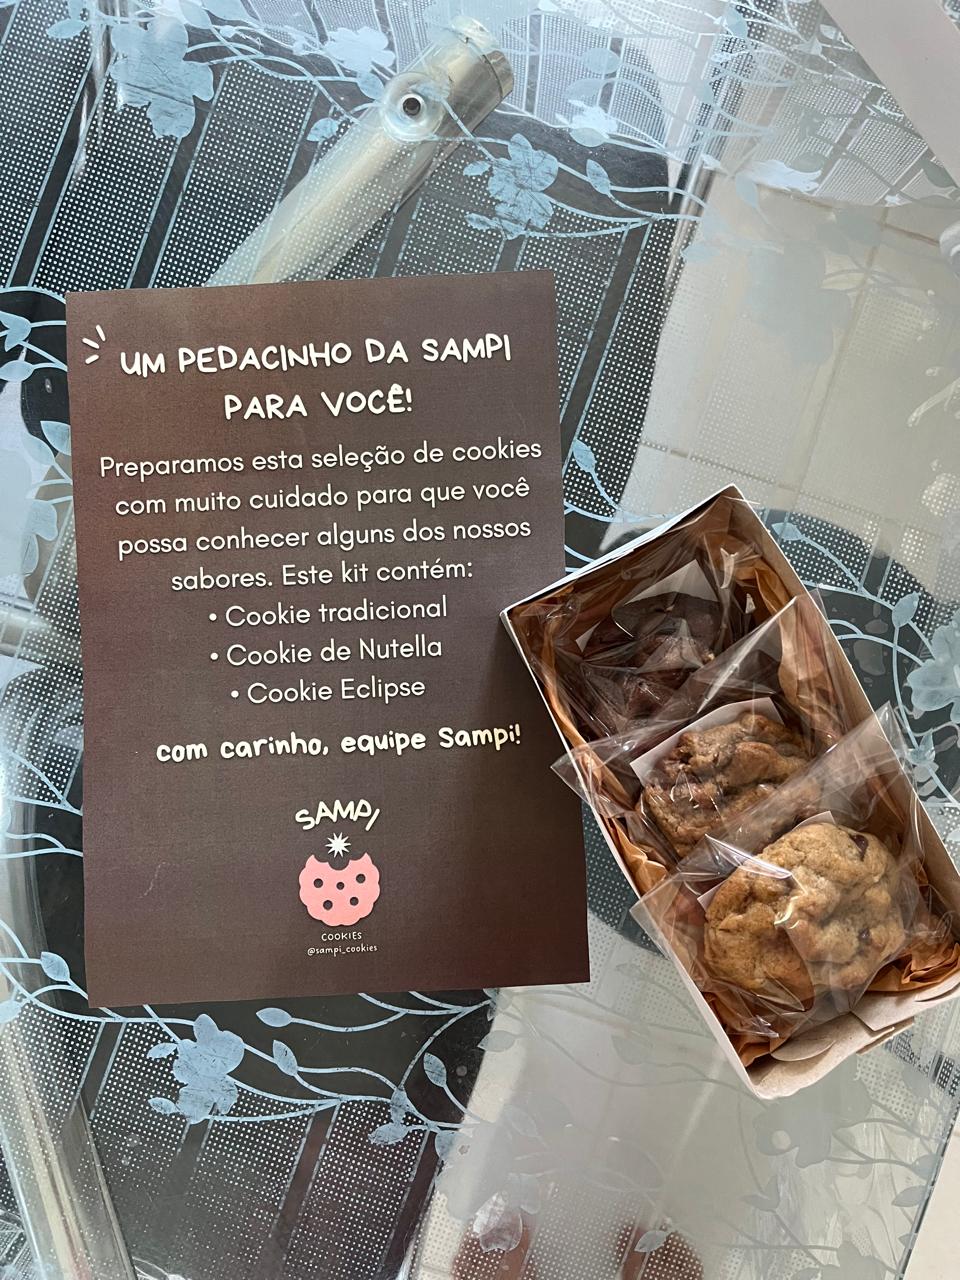 UM PEDACINHO DA SAMPI
PARA VOCÊ!
Preparamos esta seleção de cookies
com muito cuidado para que você
possa conhecer alguns dos nossos
sabores. Este kit contém:
• Cookie tradicional
• Cookie de Nutella
• Cookie Eclipse
com carinho, equipe Sampi!
SAMPI
COOKIES
@sampi_cookies